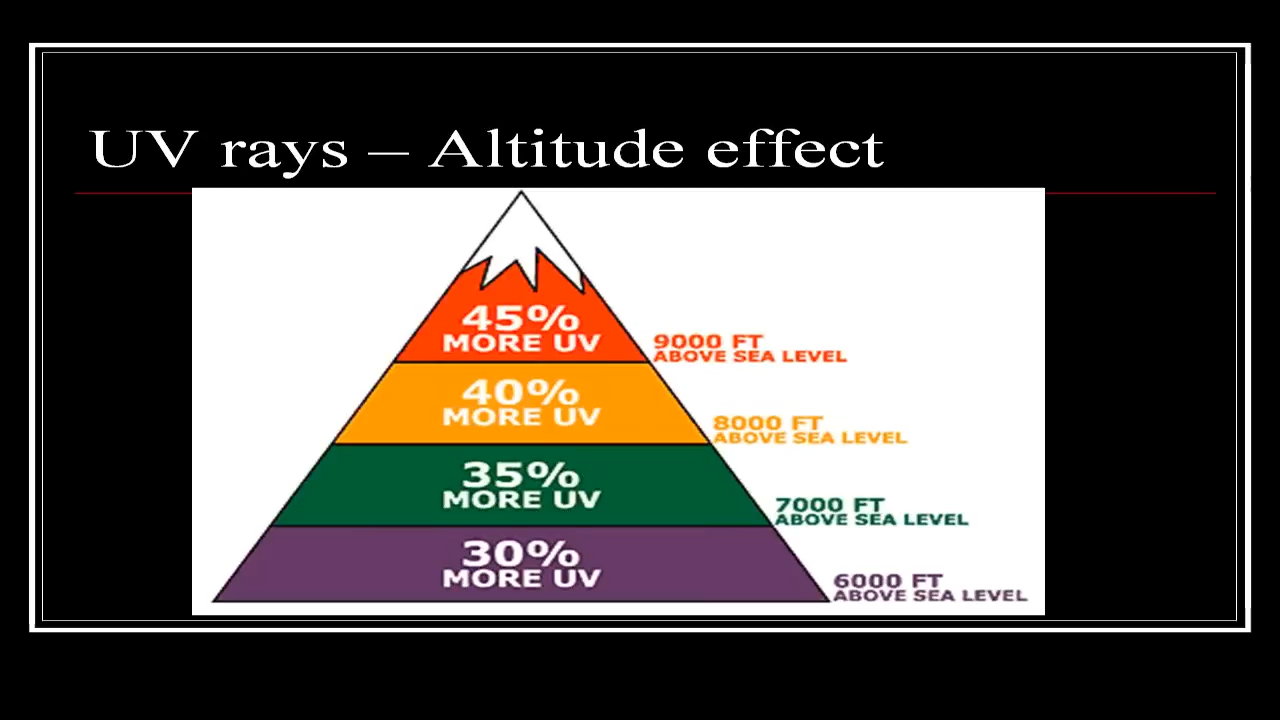 UV rays – Altitude effect
45%
MORE UV
9000 FT
ABOVE SEA LEVEL
40%
MORE UV
8000 FT
ABOVE SEA LEVEL
35%
MORE UV
7000 FT
ABOVE SEA LEVEL
30%
MORE UV
6000 FT
ABOVE SEA LEVEL